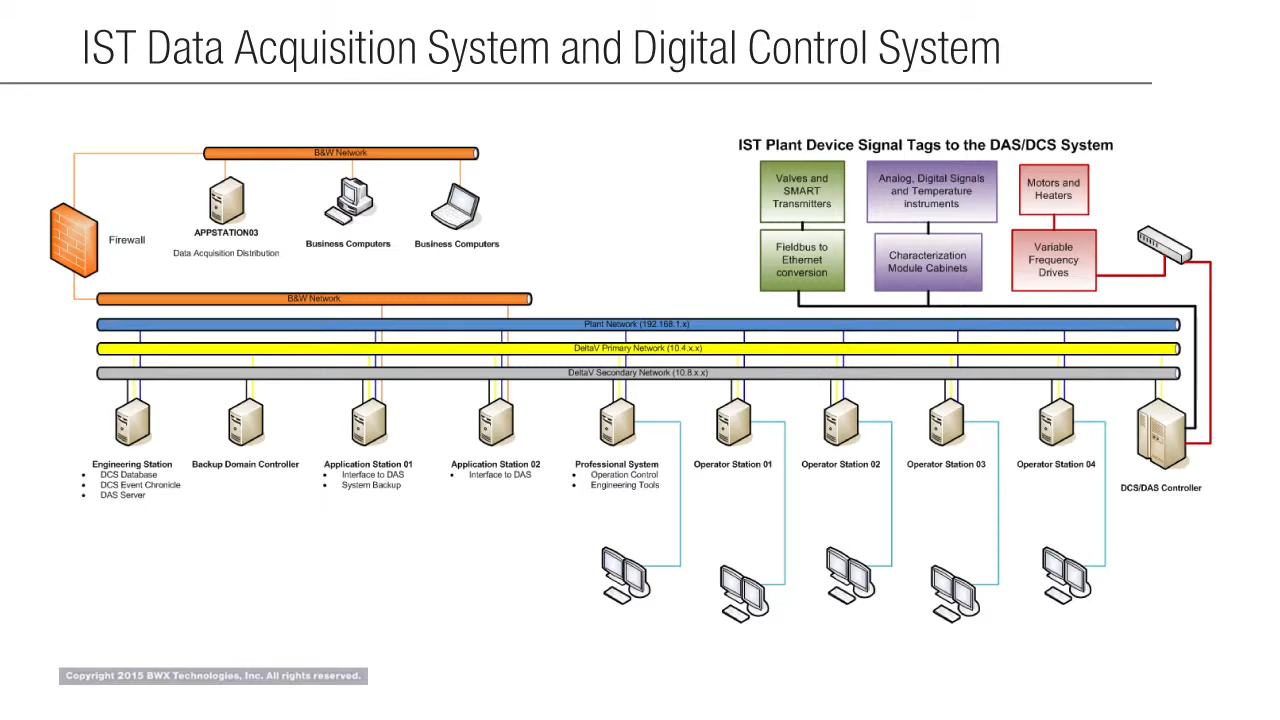 IST Data Acquisition System and Digital Control System
B&W Network
Firewall
APPSTATION03
Data Acquisition Distribution
Business Computers
Business Computers
IST Plant Device Signal Tags to the DAS/DCS System
Valves and
SMART
Transmitters
Analog, Digital Signals
and Temperature
instruments
Motors and
Heaters
Fieldbus to
Ethernet
conversion
Characterization
Module Cabinets
Variable
Frequency
Drives
B&W Network
Plant Network (192.168.1.x)
DeltaV Primary Network (10.4.x.x)
DeltaV Secondary Network (10.8.x.x)
Engineering Station
• DCS Database
• DCS Event Chronicle
• DAS Server
Backup Domain Controller
Application Station 01
• Interface to DAS
• System Backup
Application Station 02
• Interface to DAS
Professional System
• Operation Control
• Engineering Tools
Operator Station 01
Operator Station 02
Operator Station 03
Operator Station 04
DCS/DAS Controller
Copyright 2015 BWX Technologies, Inc. All rights reserved.